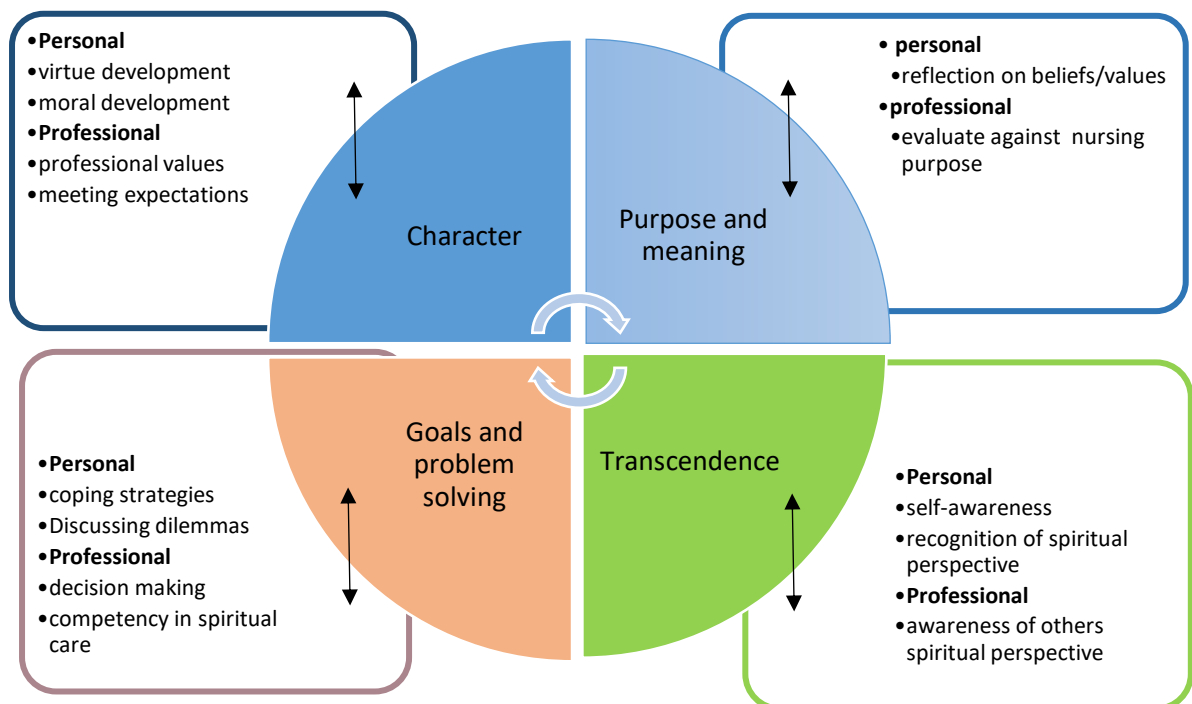 •Personal
•virtue development
•moral development
•Professional
•professional values
•meeting expectations
Character
Purpose and
meaning
• personal
•reflection on beliefs/values
•professional
•evaluate against nursing
purpose
•Personal
•coping strategies
•Discussing dilemmas
•Professional
•decision making
•competency in spiritual
care
Goals and
problem
solving
Transcendence
•Personal
•self-awareness
•recognition of spiritual
perspective
•Professional
•awareness of others
spiritual perspective